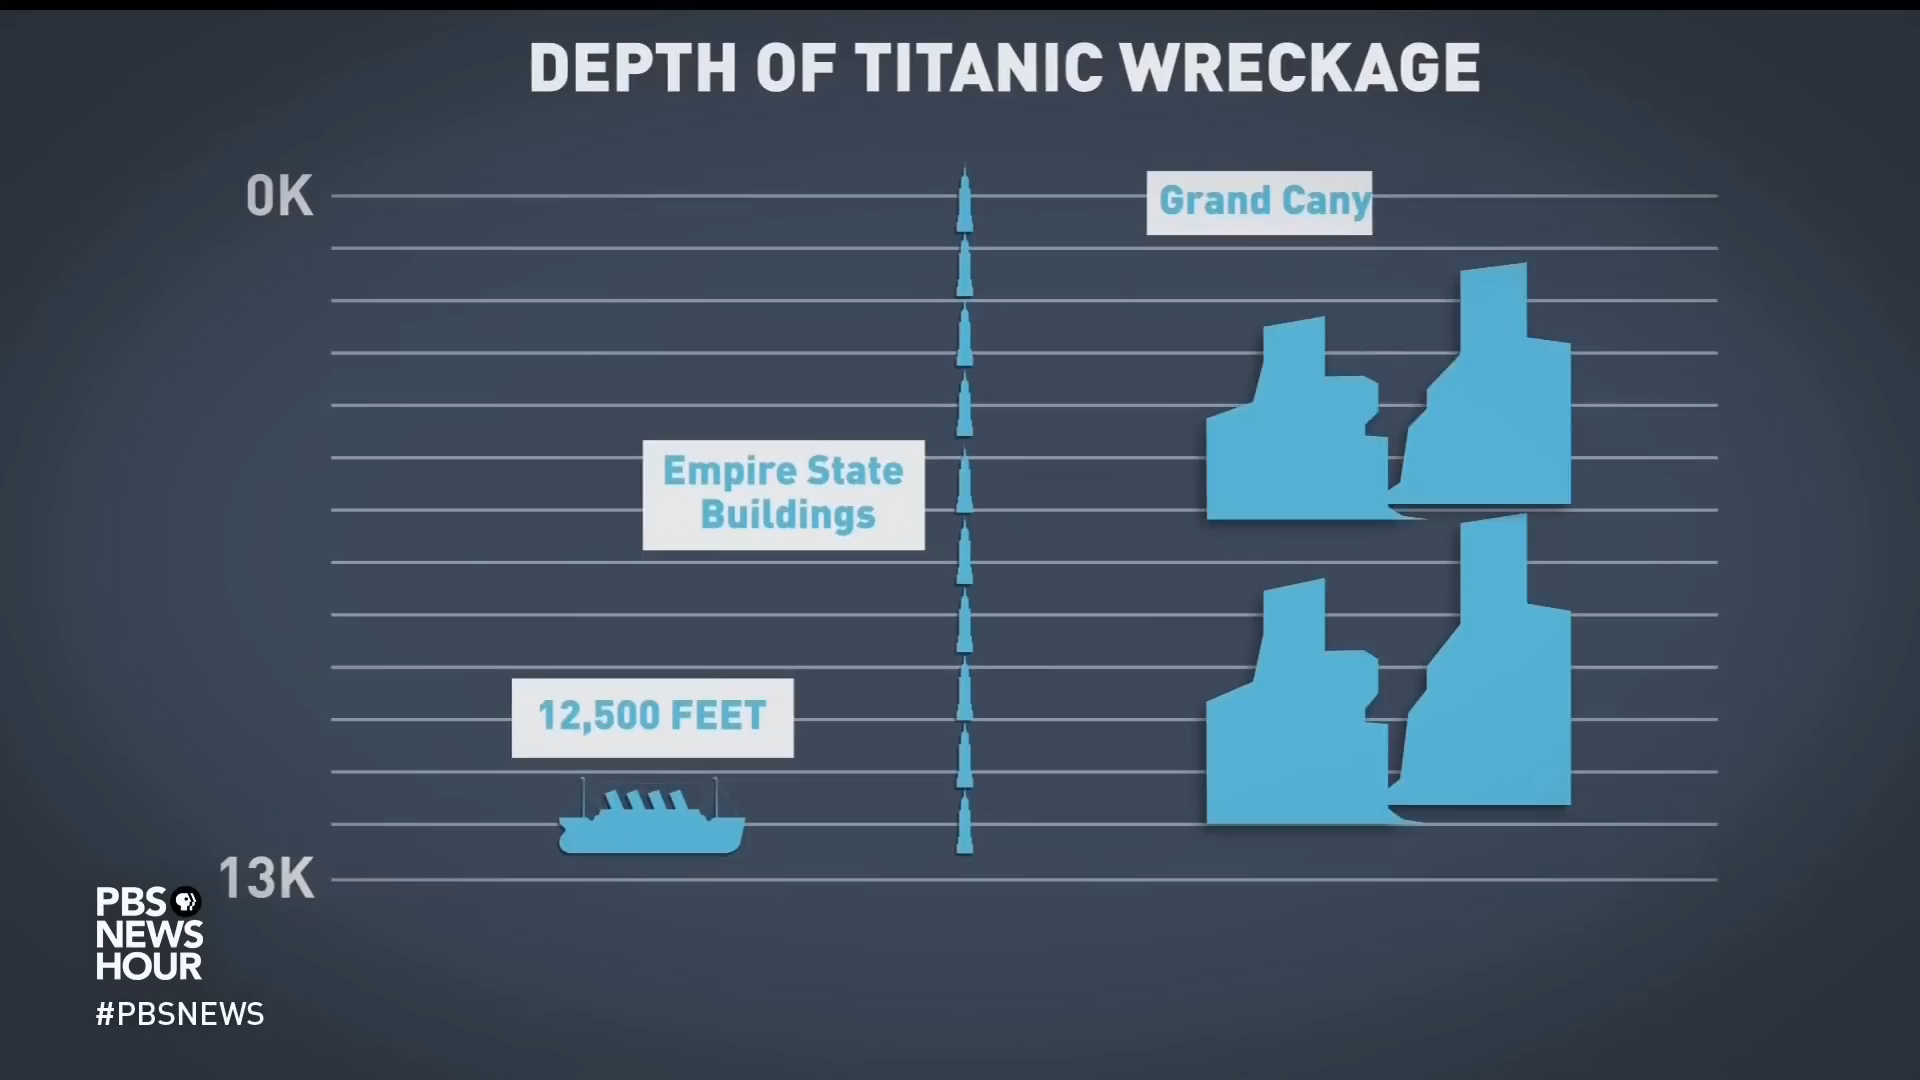 DEPTH OF TITANIC WRECKAGE
0K
Grand Cany
Empire State
Buildings
12,500 FEET
13K
PBS
NEWS
HOUR
#PBSNEWS